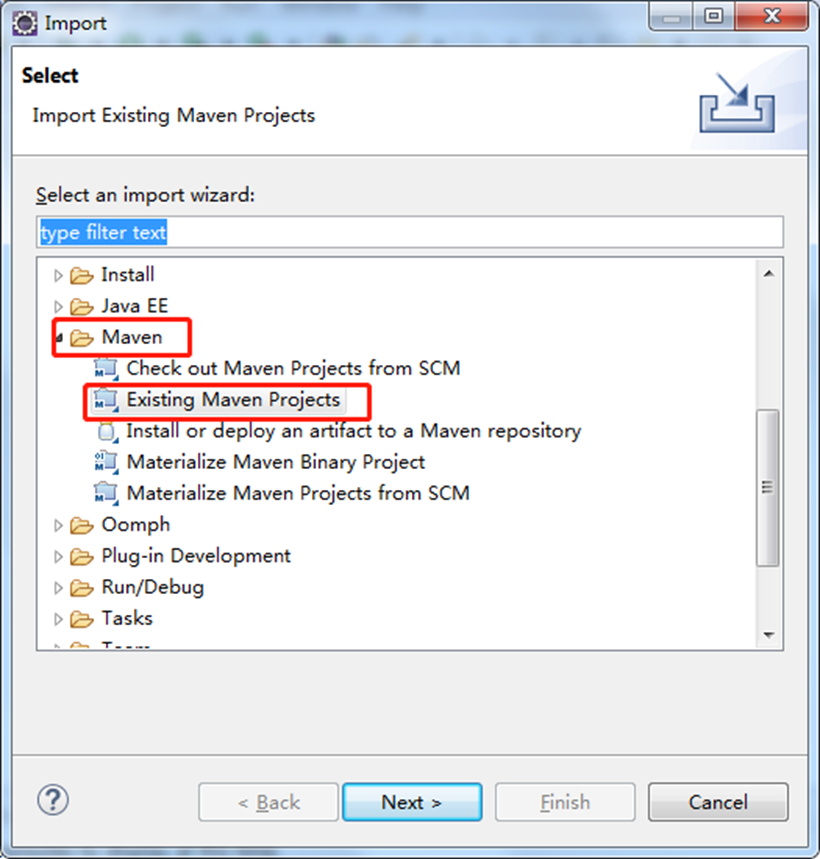 Import
Select
Import Existing Maven Projects
Select an import wizard:
type filter text
Install
Java EE
Maven
Check out Maven Projects from SCM
Existing Maven Projects
Install or deploy an artifact to a Maven repository
Materialize Maven Binary Project
Materialize Maven Projects from SCM
Oomph
Plug-in Development
Run/Debug
Tasks
< Back
Next >
Finish
Cancel